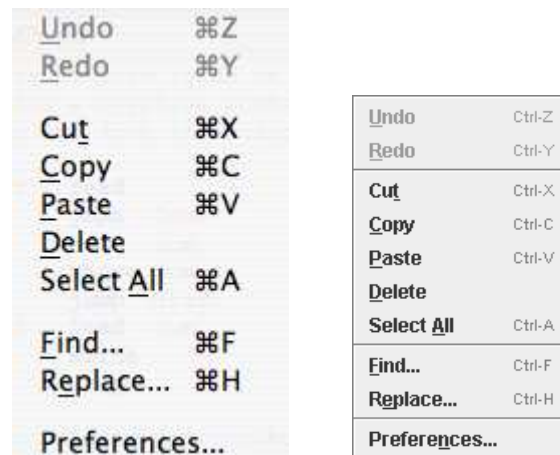 Undo ⌘Z
Redo ⌘Y
Cut ⌘X
Copy ⌘C
Paste ⌘V
Delete
Select All ⌘A
Find... ⌘F
Replace... ⌘H
Preferences...
Undo Ctrl-Z
Redo Ctrl-Y
Cut Ctrl-X
Copy Ctrl-C
Paste Ctrl-V
Delete
Select All Ctrl-A
Find... Ctrl-F
Replace... Ctrl-H
Preferences...